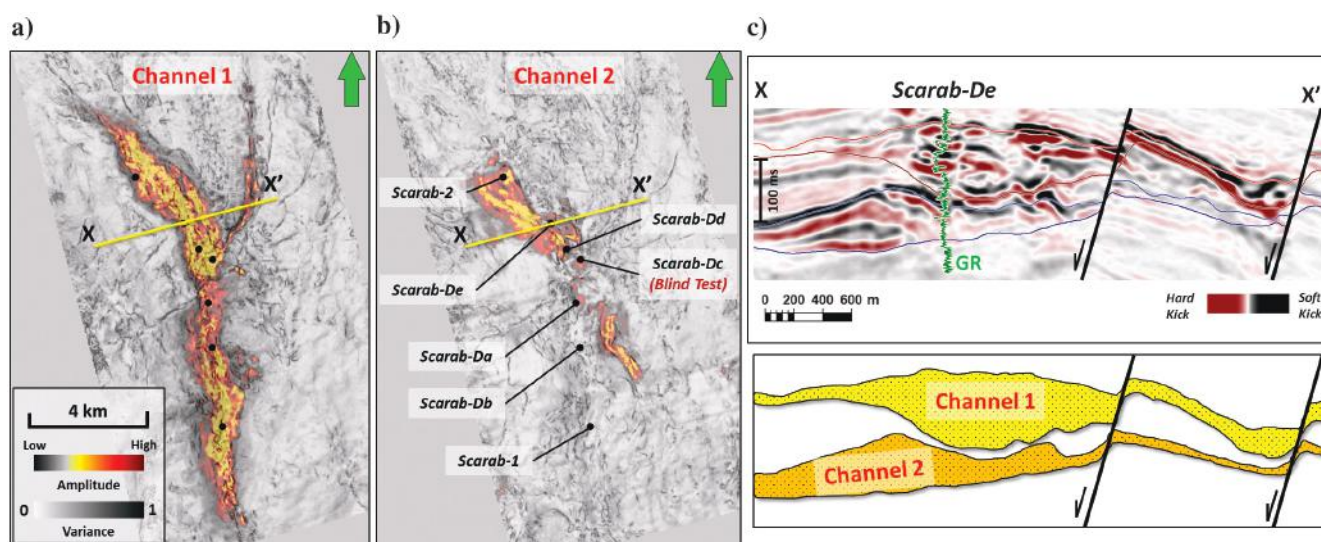 a)
Channel 1
X
X'
4 km
Low
High
Amplitude
0
1
Variance
b)
Channel 2
Scarab-2
X'
X
Scarab-Dd
Scarab-Dc
(Blind Test)
Scarab-De
Scarab-Da
Scarab-Db
Scarab-1
c)
X
Scarab-De
X'
100 ms
GR
0 200 400 600 m
Hard
Kick
Soft
Kick
Channel 1
Channel 2